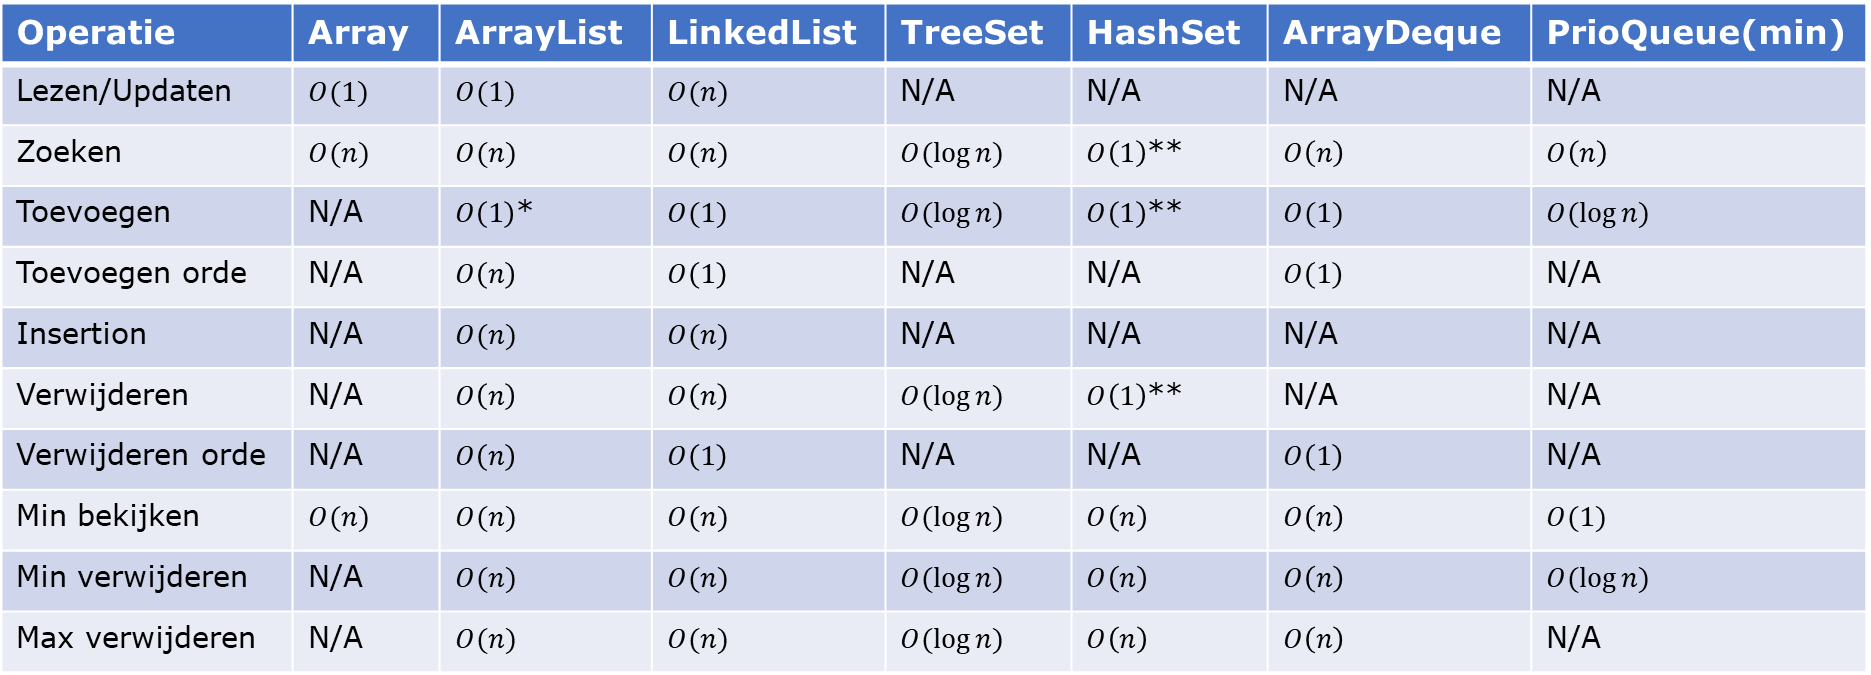 Operatie Array ArrayList LinkedList TreeSet HashSet ArrayDeque PrioQueue(min)
Lezen/Updaten O(1) O(1) O(n) N/A N/A N/A N/A
Zoeken O(n) O(n) O(n) O(log n) O(1)** O(n) O(n)
Toevoegen N/A O(1)* O(1) O(log n) O(1)** O(1) O(log n)
Toevoegen orde N/A O(n) O(1) N/A N/A O(1) N/A
Insertion N/A O(n) O(n) N/A N/A N/A N/A
Verwijderen N/A O(n) O(n) O(log n) O(1)** N/A N/A
Verwijderen orde N/A O(n) O(1) N/A N/A O(1) N/A
Min bekijken O(n) O(n) O(n) O(log n) O(n) O(n) O(1)
Min verwijderen N/A O(n) O(n) O(log n) O(n) O(n) O(log n)
Max verwijderen N/A O(n) O(n) O(log n) O(n) O(n) N/A